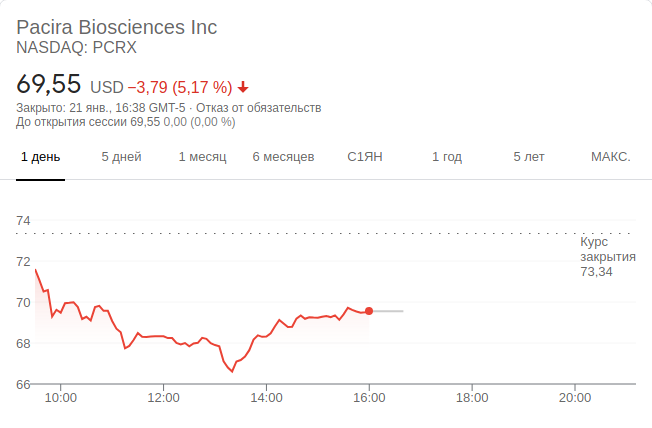 Pacira Biosciences Inc
NASDAQ: PCRX
69,55 USD −3,79 (5,17 %)
Закрыто: 21 янв., 16:38 GMT-5 · Отказ от обязательств
До открытия сессии 69,55 0,00 (0,00 %)
1 день 5 дней 1 месяц 6 месяцев С1ЯН 1 год 5 лет МАКС.
74
Курс
закрытия
73,34
72
70
68
66
10:00 12:00 14:00 16:00 18:00 20:00